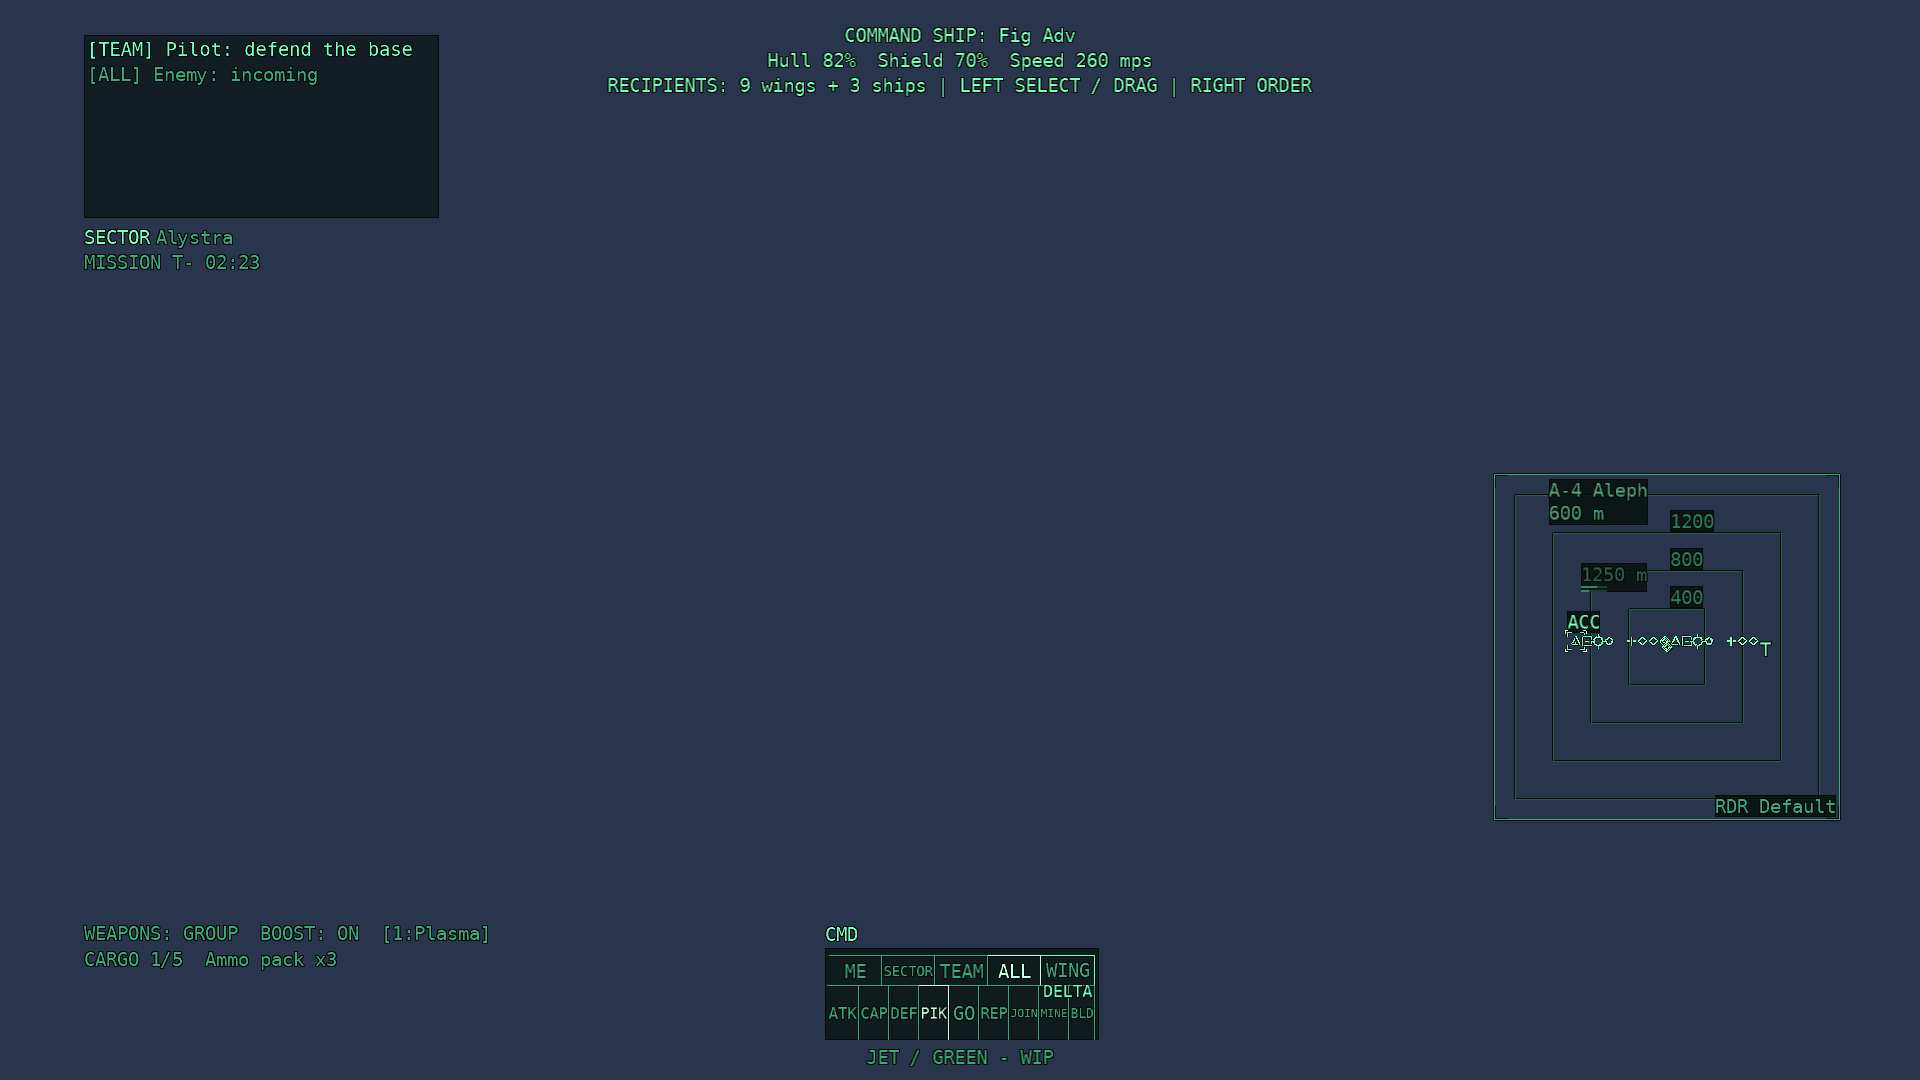 [TEAM] Pilot: defend the base
[ALL] Enemy: incoming
SECTOR Alystra
MISSION T- 02:23
COMMAND SHIP: Fig Adv
Hull 82%  Shield 70%  Speed 260 mps
RECIPIENTS: 9 wings + 3 ships | LEFT SELECT / DRAG | RIGHT ORDER
A-4 Aleph
600 m
1200
800
1250 m
400
ACC
T
RDR Default
WEAPONS: GROUP  BOOST: ON  [1:Plasma]
CARGO 1/5  Ammo pack x3
CMD
ME SECTOR TEAM ALL WING
DELTA
ATK CAP DEF PIK GO REP JOIN MINE BLD
JET / GREEN - WIP